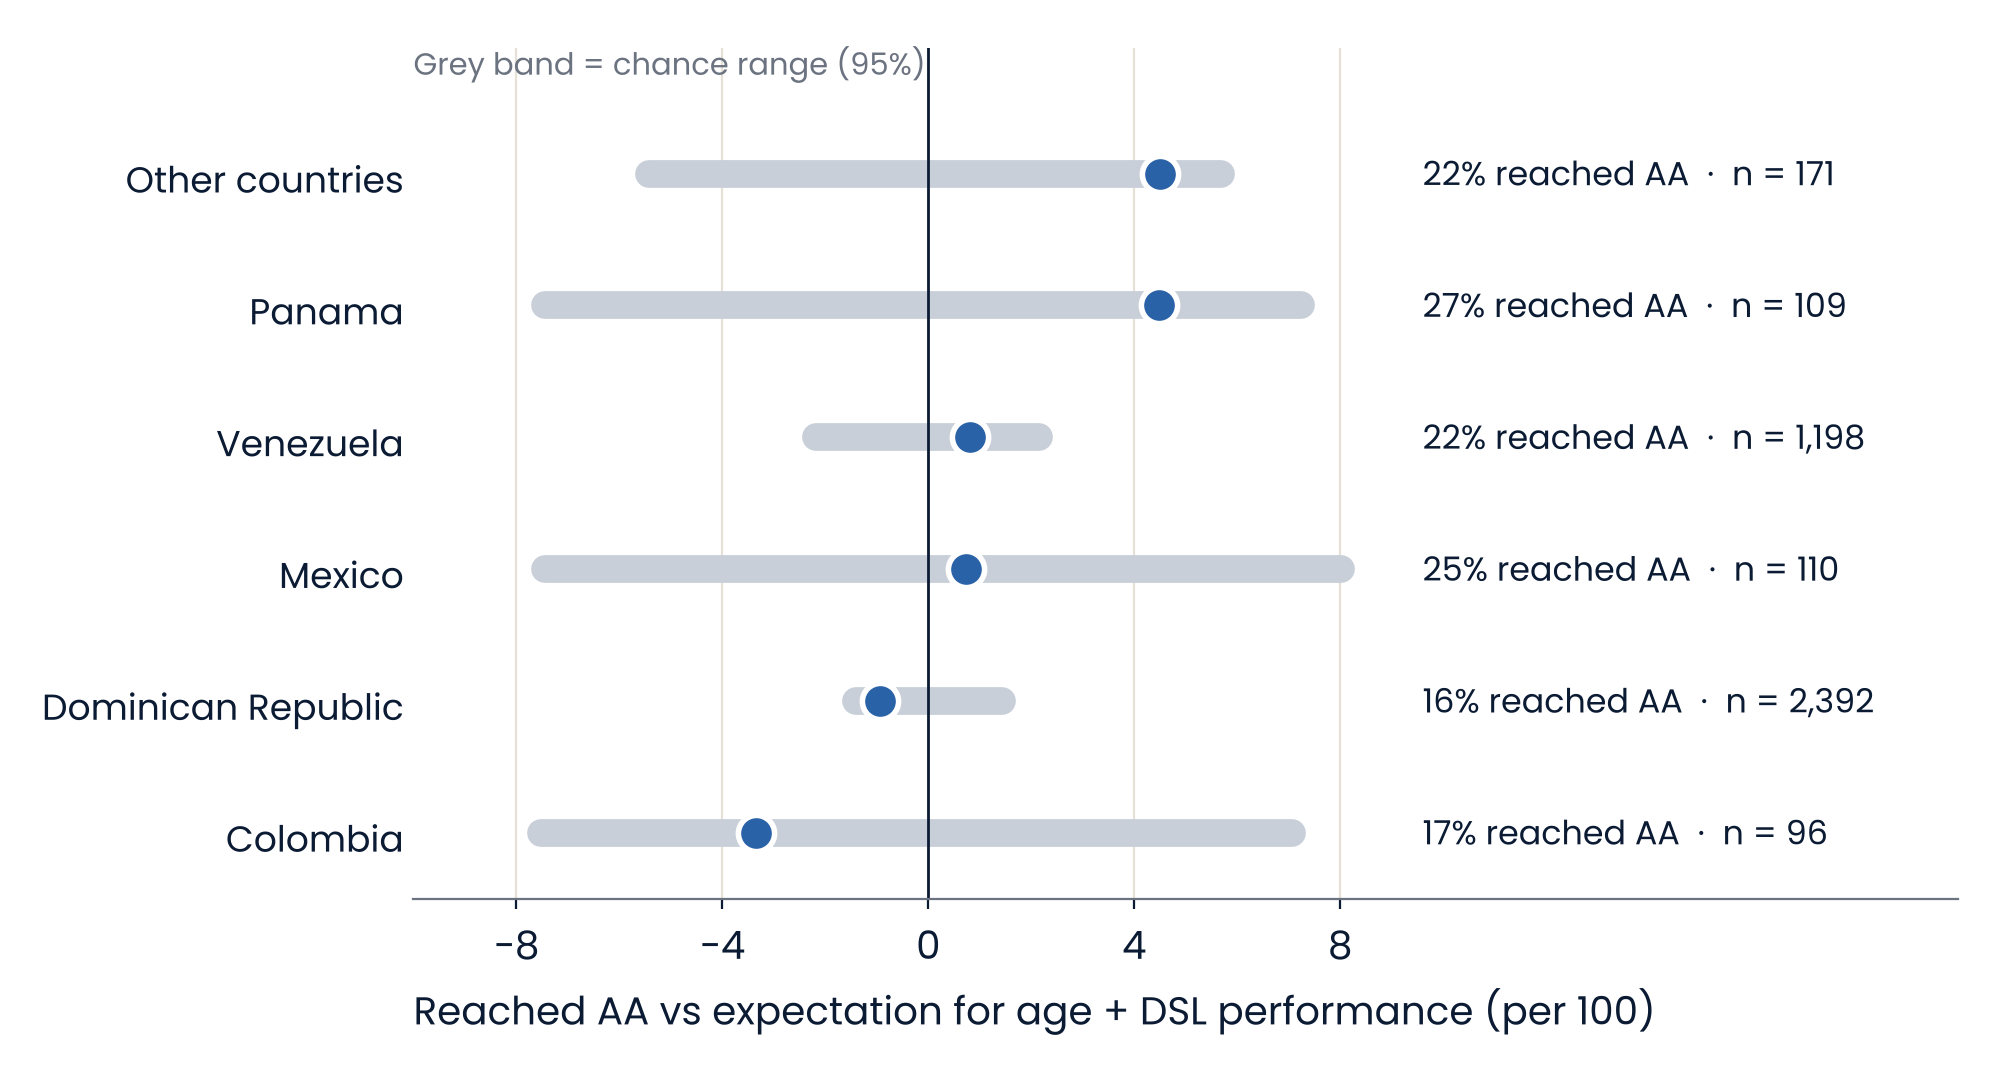 Grey band = chance range (95%)
Other countries 22% reached AA · n = 171
Panama 27% reached AA · n = 109
Venezuela 22% reached AA · n = 1,198
Mexico 25% reached AA · n = 110
Dominican Republic 16% reached AA · n = 2,392
Colombia 17% reached AA · n = 96
−8 −4 0 4 8
Reached AA vs expectation for age + DSL performance (per 100)